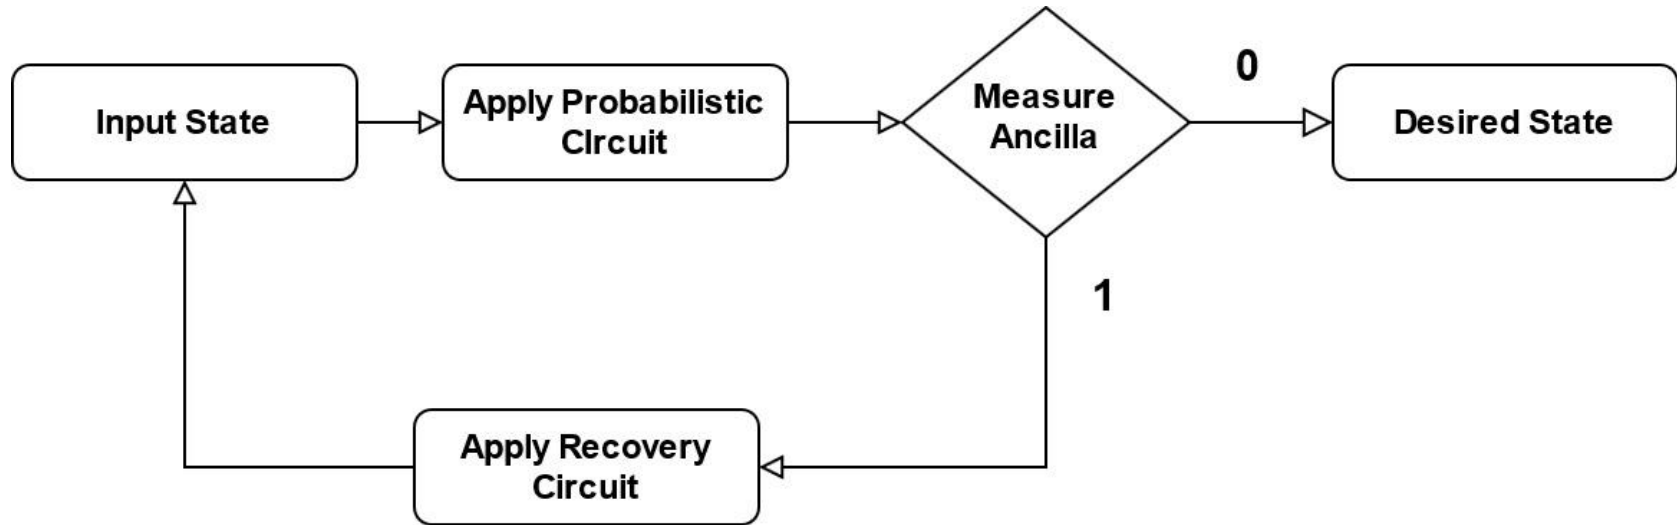 Input State
Apply Probabilistic
CIrcuit
Measure
Ancilla
0
Desired State
1
Apply Recovery
Circuit